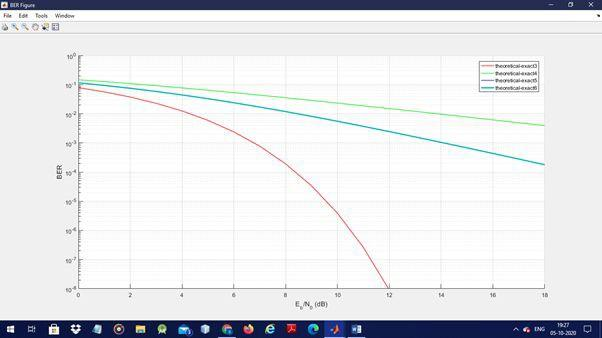 BER Figure
File Edit Tools Window
10^0
10^-1
10^-2
10^-3
10^-4
10^-5
10^-6
10^-7
10^-8
BER
theoretical-exact3
theoretical-exact4
theoretical-exact5
theoretical-exact6
0 2 4 6 8 10 12 14 16 18
E_b/N_0 (dB)
ENG
19:27
05-10-2020